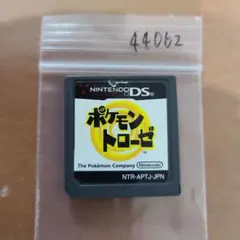 44062
NINTENDO DS
ポケモン
トローゼ
The Pokémon Company Nintendo
NTR-APTJ-JPN